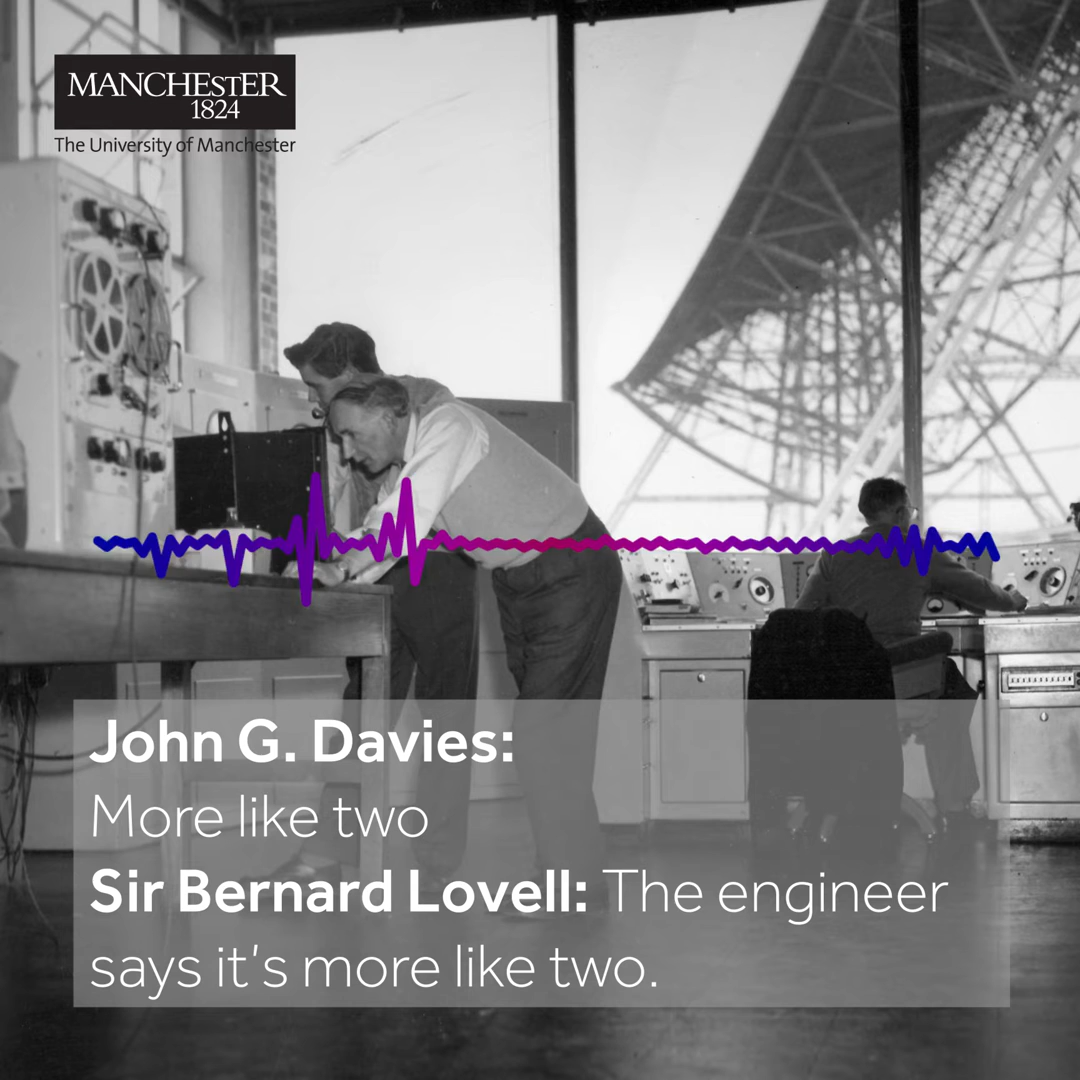 MANCHESTER
1824
The University of Manchester
John G. Davies:
More like two
Sir Bernard Lovell: The engineer
says it's more like two.